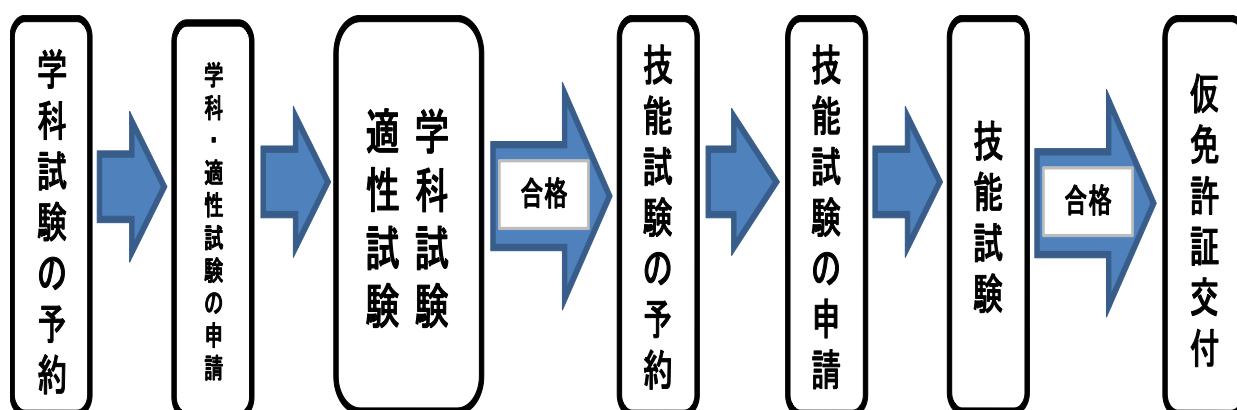 学科試験の予約
学科・適性試験の申請
学科試験
適性試験
合格
技能試験の予約
技能試験の申請
技能試験
合格
仮免許証交付